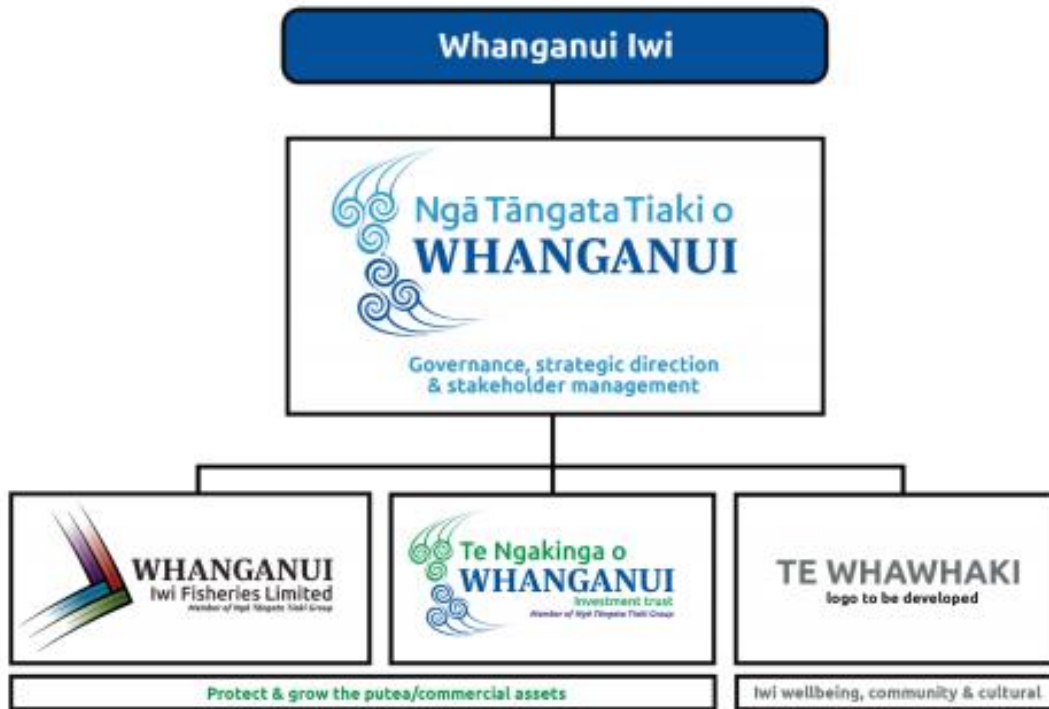 Whanganui Iwi
Ngā Tāngata Tiaki o
WHANGANUI
Governance, strategic direction
& stakeholder management
WHANGANUI
Iwi Fisheries Limited
Member of Ngā Tāngata Tiaki Group
Te Ngakinga o
WHANGANUI
Investment trust
Member of Ngā Tāngata Tiaki Group
TE WHAWHAKI
logo to be developed
Protect & grow the putea/commercial assets
Iwi wellbeing, community & cultural